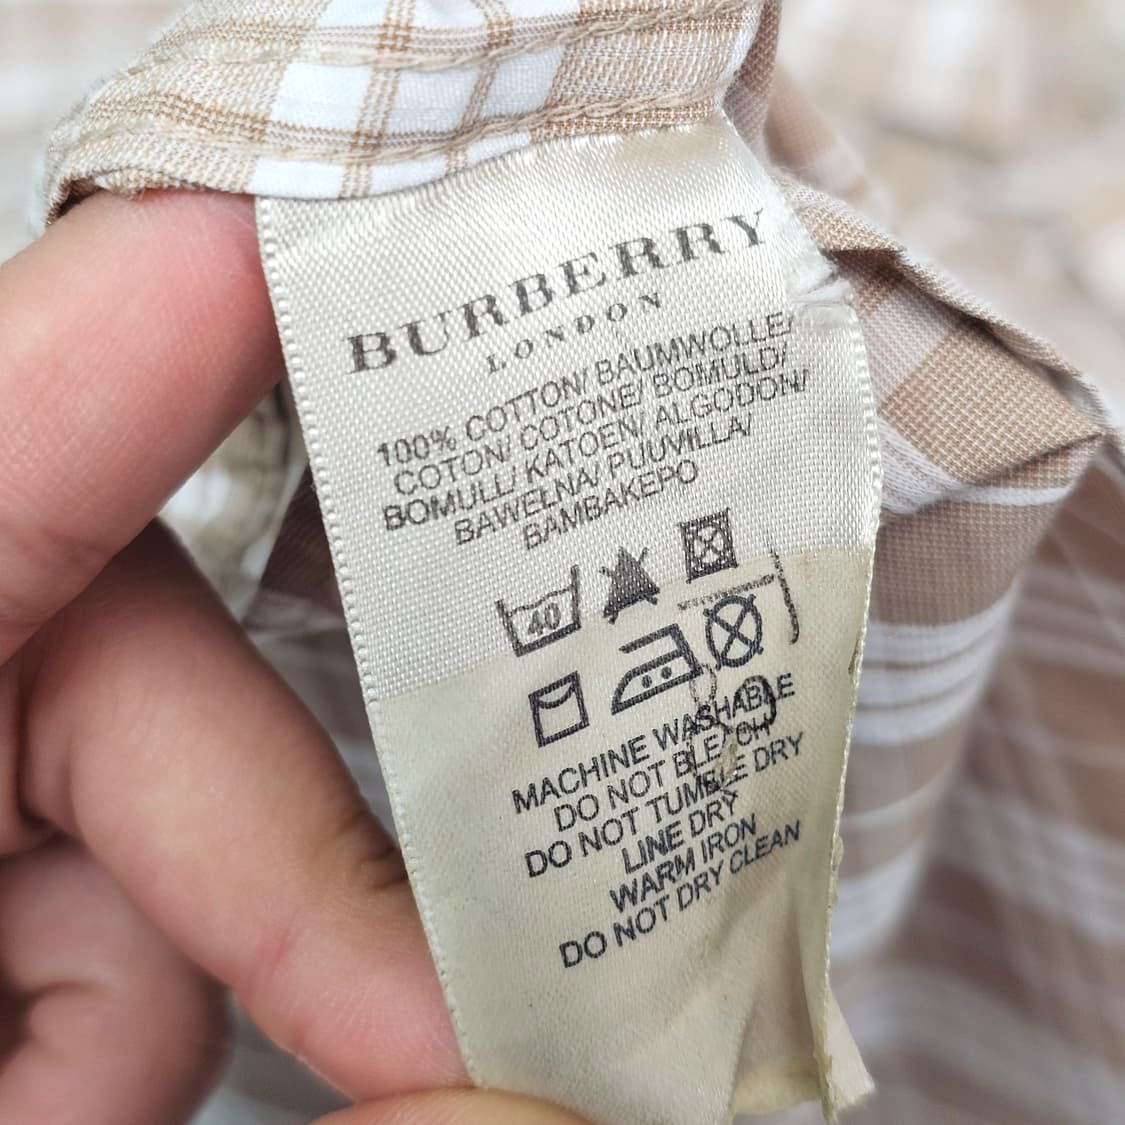 BURBERRY
LONDON
100% COTTON/ BAUMWOLLE/
COTON/ COTONE/ BOMULD/
BOMULL/ KATOEN/ ALGODON/
BAWEŁNA/ PUUVILLA/
BAMBAKEPO
40
MACHINE WASHABLE
DO NOT BLEACH
DO NOT TUMBLE DRY
LINE DRY
WARM IRON
DO NOT DRY CLEAN